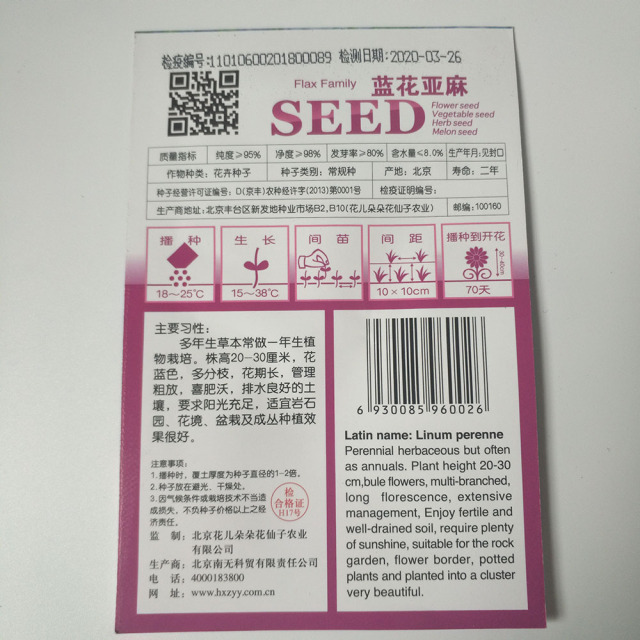 检疫编号:11010600201800089 检测日期:2020-03-26
Flax Family 蓝花亚麻
SEED
Flower seed
Vegetable seed
Herb seed
Melon seed
质量指标 纯度≥95% 净度≥98% 发芽率≥80% 含水量≤8.0% 生产年月:见封口
作物种类: 花卉种子 种子类别: 常规种 产地: 北京 寿命: 二年
种子经营许可证编号: D(京丰)农种经许字(2013)第0001号 检疫证明编号:
生产商地址: 北京丰台区新发地种业市场B2,B10(花儿朵朵花仙子农业) 邮编: 100160
播种 生长 间苗 间距 播种到开花
18～25℃ 15～38℃ 10×10cm 70天
主要习性:
多年生草本常做一年生植
物栽培。株高20-30厘米，花
蓝色，多分枝，花期长，管理
粗放，喜肥沃，排水良好的土
壤，要求阳光充足，适宜岩石
园、花境、盆栽及成丛种植效
果很好。
注意事项:
1.播种时，覆土厚度为种子直径的1-2倍。
2.种子放在避光、干燥处。
3.因气候条件或栽培技术不当造
成损失，不负种子价格以上之经
济责任。
检
合格证
H17号
监 制: 北京花儿朵朵花仙子农业
有限公司
生产商: 北京南无科贸有限责任公司
电 话: 4000183800
网 址: www.hxzyy.com.cn
6 930085 960026
Latin name: Linum perenne
Perennial herbaceous but often
as annuals. Plant height 20-30
cm,bule flowers, multi-branched,
long florescence, extensive
management, Enjoy fertile and
well-drained soil, require plenty
of sunshine, suitable for the rock
garden, flower border, potted
plants and planted into a cluster
very beautiful.